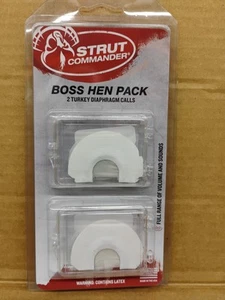 STRUT
COMMANDER®
BOSS HEN PACK
2 TURKEY DIAPHRAGM CALLS
FULL RANGE OF VOLUME AND SOUNDS
WARNING: CONTAINS LATEX